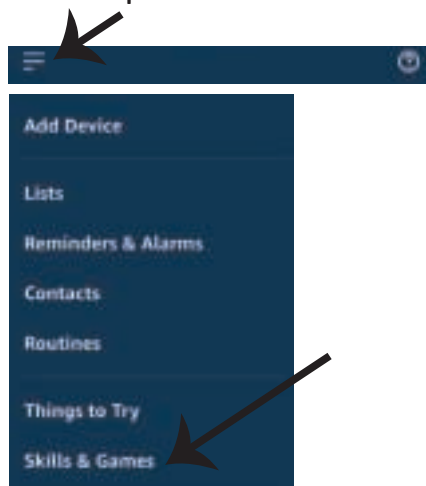 Add Device
Lists
Reminders & Alarms
Contacts
Routines
Things to Try
Skills & Games